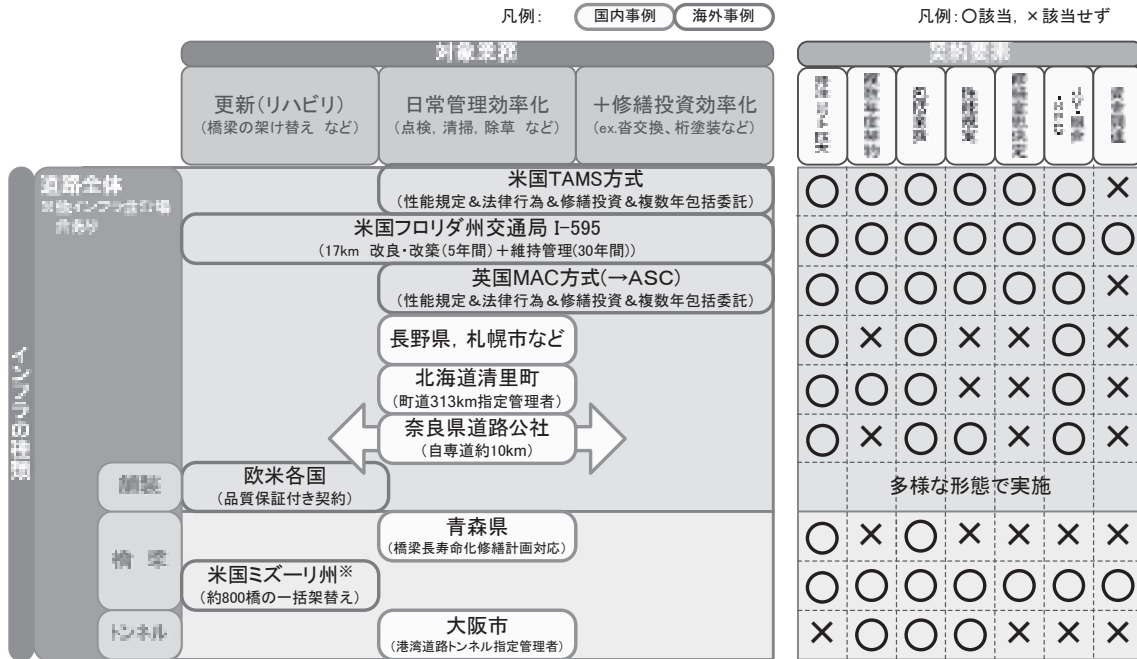 凡例：
国内事例
海外事例
凡例：○該当，×該当せず
対象業務
契約要素
更新（リハビリ）
（橋梁の架け替え など）
日常管理効率化
（点検，清掃，除草 など）
＋修繕投資効率化
（ex.沓交換、桁塗装など）
複数年度契約
インフラの種類
道路全体
米国TAMS方式
（性能規定＆法律行為＆修繕投資＆複数年包括委託）
○ ○ ○ ○ ○ ○ ×
米国フロリダ州交通局 I-595
（17km 改良・改築（5年間）＋維持管理（30年間））
○ ○ ○ ○ ○ ○ ○
英国MAC方式（→ASC）
（性能規定＆法律行為＆修繕投資＆複数年包括委託）
○ ○ ○ ○ ○ ○ ×
長野県，札幌市など
○ × ○ × × ○ ×
北海道清里町
（町道313km指定管理者）
○ ○ ○ × × ○ ×
奈良県道路公社
（自専道約10km）
○ × ○ ○ × ○ ×
舗装
欧米各国
（品質保証付き契約）
多様な形態で実施
橋 梁
青森県
（橋梁長寿命化修繕計画対応）
○ × ○ × × × ×
米国ミズーリ州※
（約800橋の一括架替え）
○ ○ ○ ○ ○ ○ ○
トンネル
大阪市
（港湾道路トンネル指定管理者）
× ○ ○ ○ × × ×